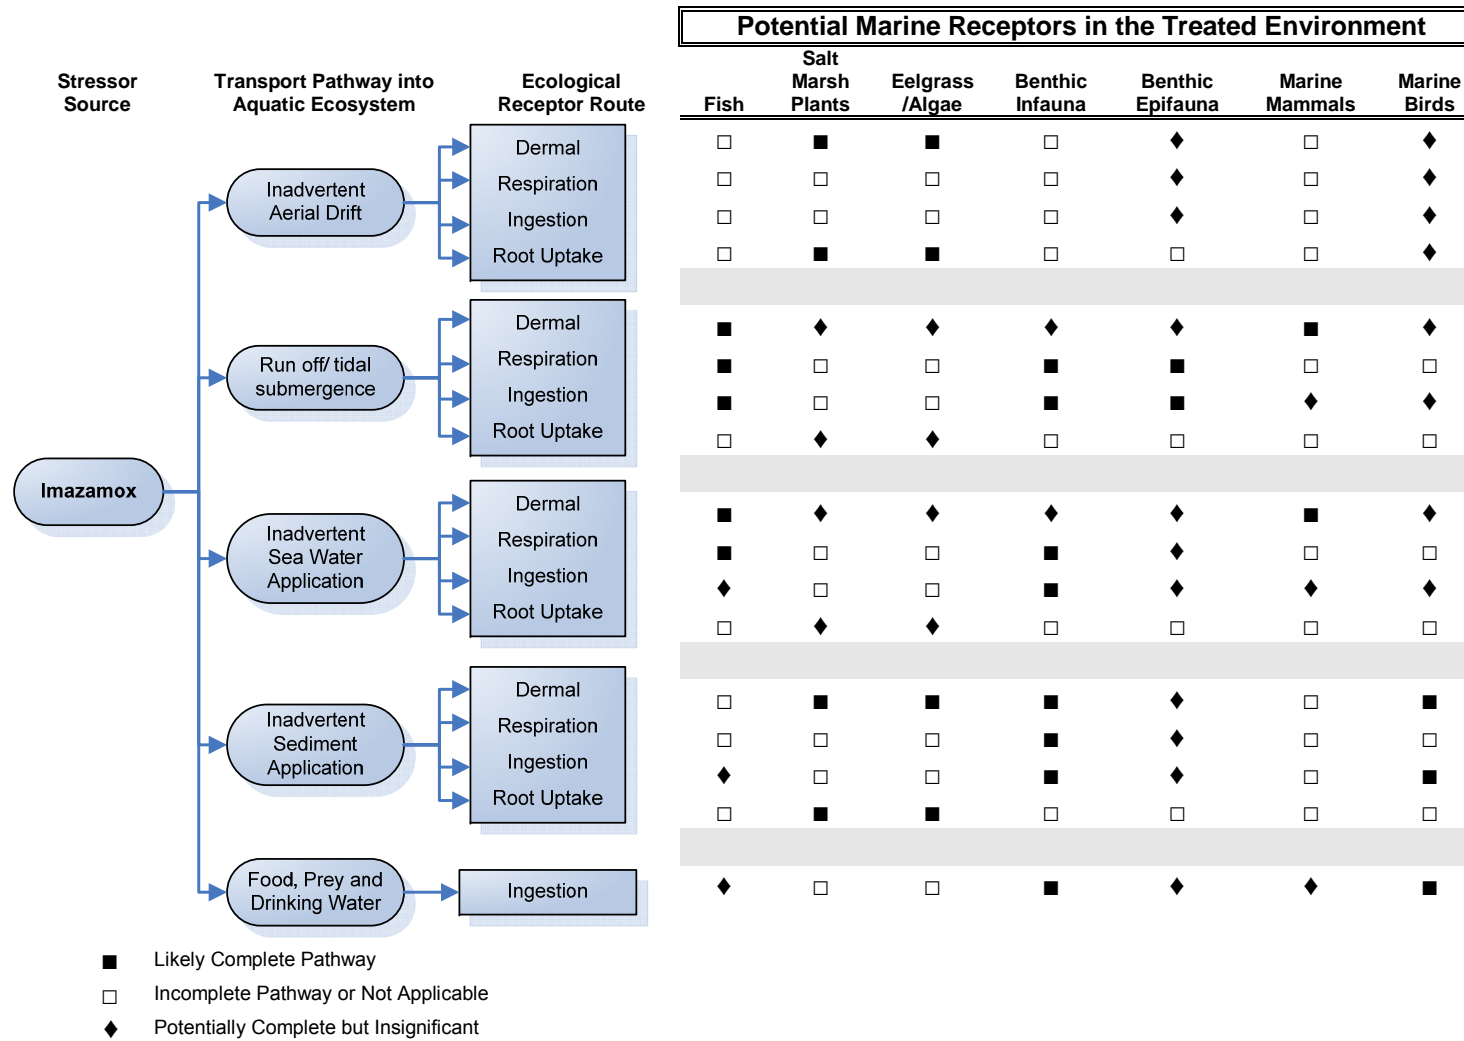 Potential Marine Receptors in the Treated Environment
Stressor
Source
Transport Pathway into
Aquatic Ecosystem
Ecological
Receptor Route
Fish
Salt
Marsh
Plants
Eelgrass
/Algae
Benthic
Infauna
Benthic
Epifauna
Marine
Mammals
Marine
Birds
Imazamox
Inadvertent
Aerial Drift
Dermal
Respiration
Ingestion
Root Uptake
□ ■ ■ □ ♦ □ ♦
□ □ □ □ ♦ □ ♦
□ □ □ □ ♦ □ ♦
□ ■ ■ □ □ □ ♦
Run off/ tidal
submergence
Dermal
Respiration
Ingestion
Root Uptake
■ ♦ ♦ ♦ ♦ ■ ♦
■ □ □ ■ ■ □ □
■ □ □ ■ ■ ♦ ♦
□ ♦ ♦ □ □ □ □
Inadvertent
Sea Water
Application
Dermal
Respiration
Ingestion
Root Uptake
■ ♦ ♦ ♦ ♦ ■ ♦
■ □ □ ■ ♦ □ □
♦ □ □ ■ ♦ ♦ ♦
□ ♦ ♦ □ □ □ □
Inadvertent
Sediment
Application
Dermal
Respiration
Ingestion
Root Uptake
□ ■ ■ ■ ♦ □ ■
□ □ □ ■ ♦ □ □
♦ □ □ ■ ♦ □ ■
□ ■ ■ □ □ □ □
Food, Prey and
Drinking Water
Ingestion
♦ □ □ ■ ♦ ♦ ■
■ Likely Complete Pathway
□ Incomplete Pathway or Not Applicable
♦ Potentially Complete but Insignificant